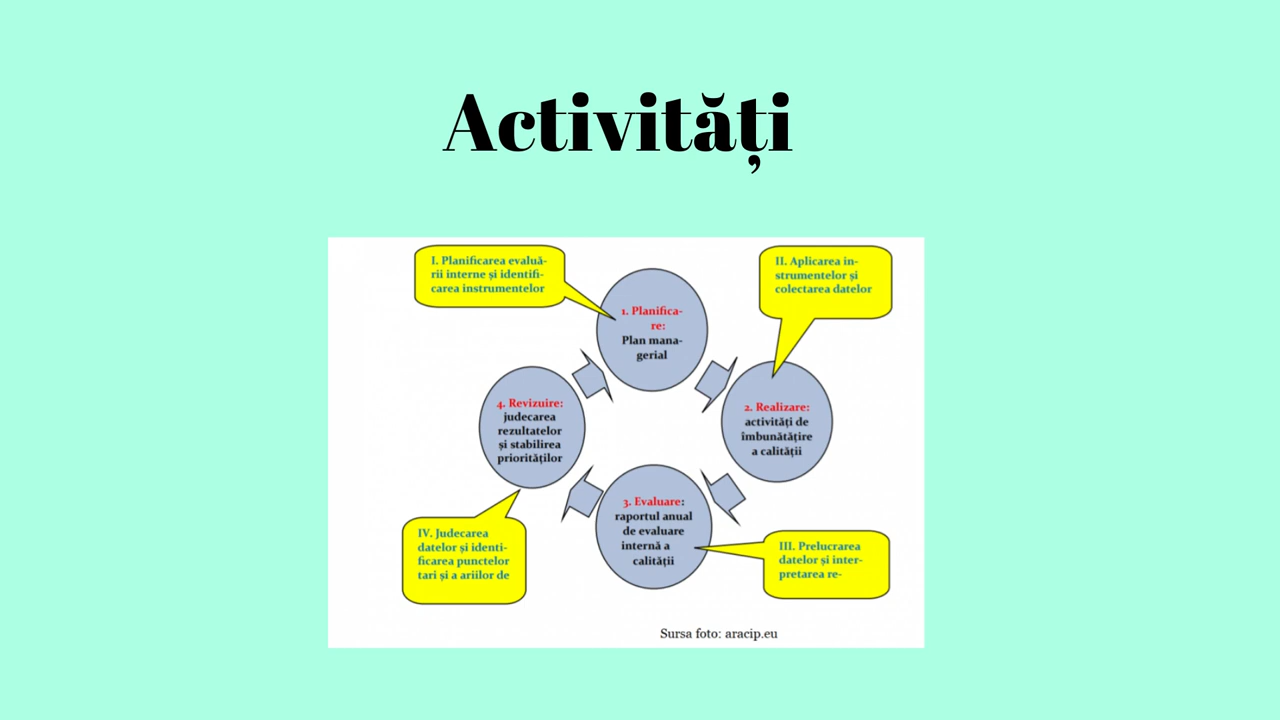 Activități
I. Planificarea evaluă-
rii interne și identifi-
carea instrumentelor
II. Aplicarea in-
strumentelor și
colectarea datelor
1. Planifica-
re:
Plan mana-
gerial
4. Revizuire:
judecarea
rezultatelor
și stabilirea
priorităților
2. Realizare:
activități de
îmbunătățire
a calității
3. Evaluare:
raportul anual
de evaluare
internă a
calității
IV. Judecarea
datelor și identi-
ficarea punctelor
tari și a ariilor de
III. Prelucrarea
datelor și inter-
pretarea re-
Sursa foto: aracip.eu